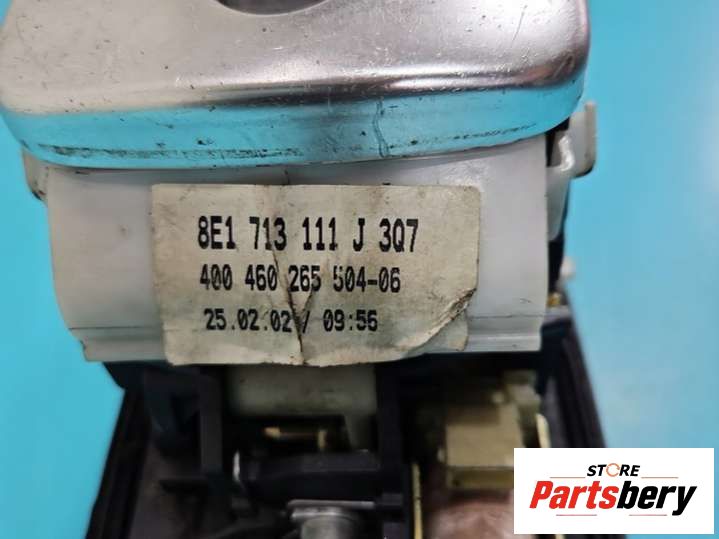 8E1 713 111 J 3Q7
400 460 265 504-06
25.02.02 / 09:56
STORE
Partsbery